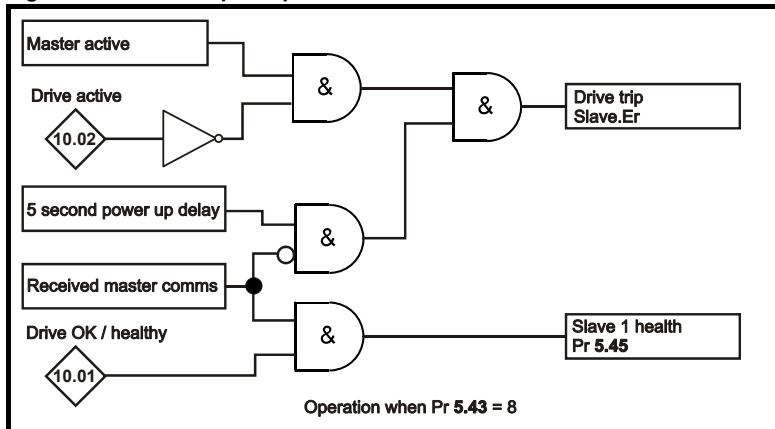 Master active
&
Drive active
&
Drive trip
Slave.Er
10.02
5 second power up delay
&
Received master comms
Drive OK / healthy
&
Slave 1 health
Pr 5.45
10.01
Operation when Pr 5.43 = 8